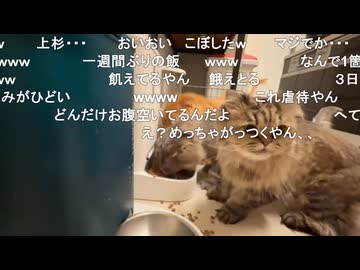 w 上杉・・・ おいおい こぼしたw マジでか・・・
wwww 一週間ぶりの飯 www なんで1箇
ww 飢えてるやん 餓えとる 3日
みがひどい wwww これ虐待やん
どんだけお腹空いてるんだよ へて
え?めっちゃがっつくやん、、